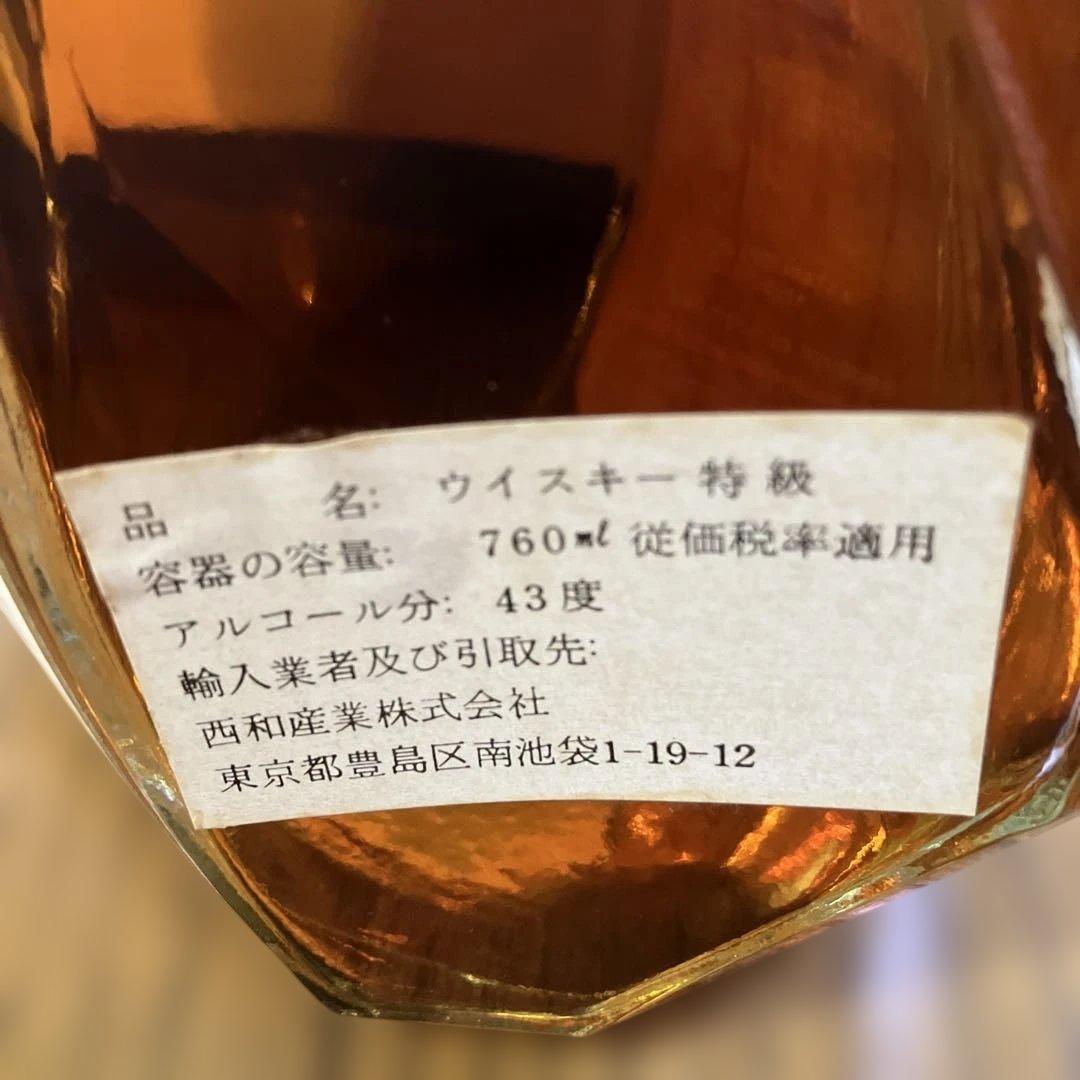 品名: ウイスキー特級
容器の容量: 760ml 従価税率適用
アルコール分: 43度
輸入業者及び引取先:
西和産業株式会社
東京都豊島区南池袋1-19-12